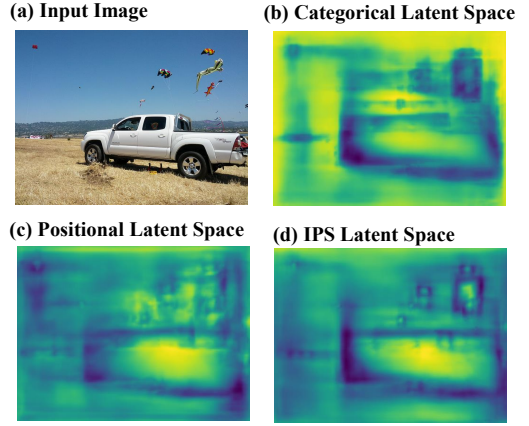 (a) Input Image
(b) Categorical Latent Space
(c) Positional Latent Space
(d) IPS Latent Space